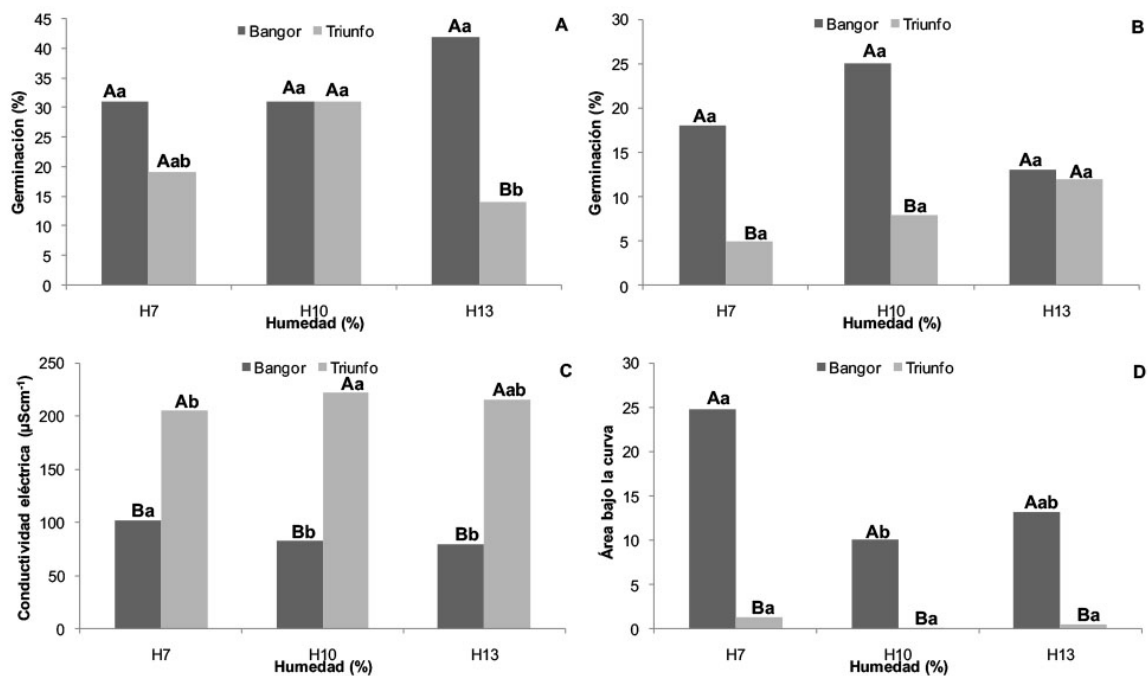 A
Bangor Triunfo
Germinación (%)
45
40
35
30
25
20
15
10
5
0
Aa
Aab
Aa
Aa
Aa
Bb
H7 H10 H13
Humedad (%)
B
Bangor Triunfo
Germinación (%)
30
25
20
15
10
5
0
Aa
Ba
Aa
Ba
Aa
Aa
H7 H10 H13
Humedad (%)
C
Bangor Triunfo
Conductividad eléctrica (µScm⁻¹)
250
200
150
100
50
0
Ba
Ab
Bb
Aa
Bb
Aab
H7 H10 H13
Humedad (%)
D
Bangor Triunfo
Área bajo la curva
30
25
20
15
10
5
0
Aa
Ba
Ab
Ba
Aab
Ba
H7 H10 H13
Humedad (%)